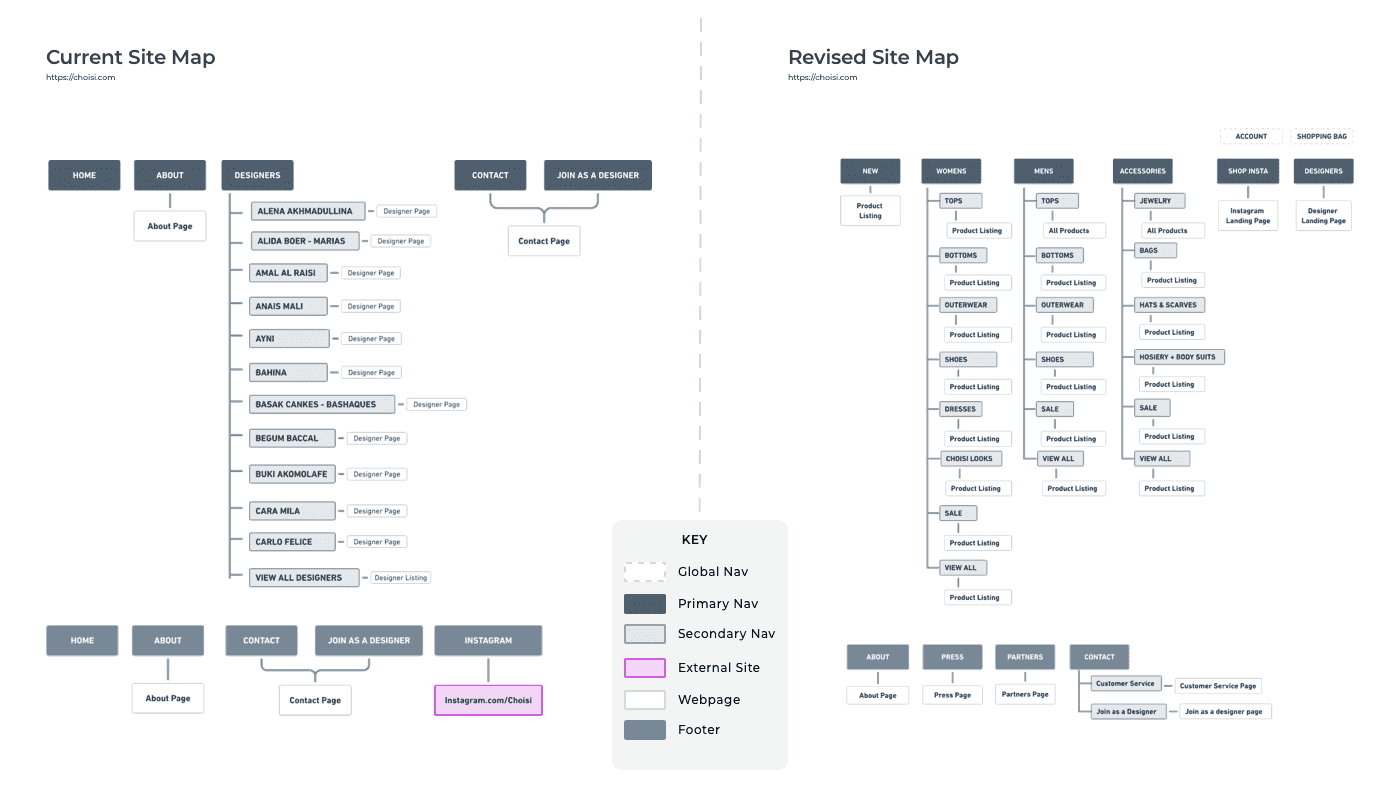 Current Site Map
https://choisi.com
HOME
ABOUT
DESIGNERS
CONTACT
JOIN AS A DESIGNER
About Page
Contact Page
ALENA AKHMADULLINA
Designer Page
ALIDA BOER - MARIAS
Designer Page
AMAL AL RAISI
Designer Page
ANAIS MALI
Designer Page
AYNI
Designer Page
BAHINA
Designer Page
BASAK CANKES - BASHAQUES
Designer Page
BEGUM BACCAL
Designer Page
BUKI AKOMOLAFE
Designer Page
CARA MILA
Designer Page
CARLO FELICE
Designer Page
VIEW ALL DESIGNERS
Designer Listing
HOME
ABOUT
CONTACT
JOIN AS A DESIGNER
INSTAGRAM
About Page
Contact Page
Instagram.com/Choisi
KEY
Global Nav
Primary Nav
Secondary Nav
External Site
Webpage
Footer
Revised Site Map
https://choisi.com
ACCOUNT
SHOPPING BAG
NEW
WOMENS
MENS
ACCESSORIES
SHOP INSTA
DESIGNERS
Product
Listing
TOPS
Product Listing
BOTTOMS
Product Listing
OUTERWEAR
Product Listing
SHOES
Product Listing
DRESSES
Product Listing
CHOISI LOOKS
Product Listing
SALE
Product Listing
VIEW ALL
Product Listing
TOPS
All Products
BOTTOMS
Product Listing
OUTERWEAR
Product Listing
SHOES
Product Listing
SALE
Product Listing
VIEW ALL
Product Listing
JEWELRY
All Products
BAGS
Product Listing
HATS & SCARVES
Product Listing
HOSIERY + BODY SUITS
Product Listing
SALE
Product Listing
VIEW ALL
Product Listing
Instagram
Landing Page
Designer
Landing Page
ABOUT
PRESS
PARTNERS
CONTACT
About Page
Press Page
Partners Page
Customer Service
Customer Service Page
Join as a Designer
Join as a designer page